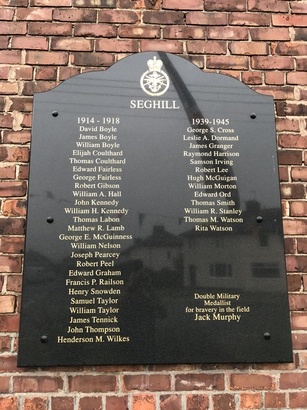 SEGHILL
1914 - 1918
David Boyle
James Boyle
William Boyle
Elijah Coulthard
Thomas Coulthard
Edward Fairless
George Fairless
Robert Gibson
William A. Hall
John Kennedy
William H. Kennedy
Thomas Labon
Matthew R. Lamb
George E. McGuinness
William Nelson
Joseph Pearcey
Robert Peel
Edward Graham
Francis P. Railson
Henry Snowden
Samuel Taylor
William Taylor
James Tennick
John Thompson
Henderson M. Wilkes
1939-1945
George S. Cross
Leslie A. Dormand
James Granger
Raymond Harrison
Samson Irving
Robert Lee
Hugh McGuigan
William Morton
Edward Ord
Thomas Smith
William R. Stanley
Thomas M. Watson
Rita Watson
Double Military
Medallist
for bravery in the field
Jack Murphy